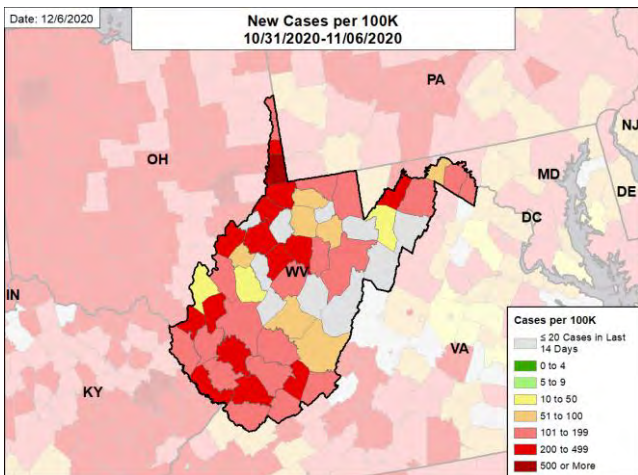 Date: 12/6/2020
New Cases per 100K
10/31/2020-11/06/2020
PA
NJ
OH
MD
DE
DC
WV
IN
VA
KY
Cases per 100K
≤ 20 Cases in Last
14 Days
0 to 4
5 to 9
10 to 50
51 to 100
101 to 199
200 to 499
500 or More